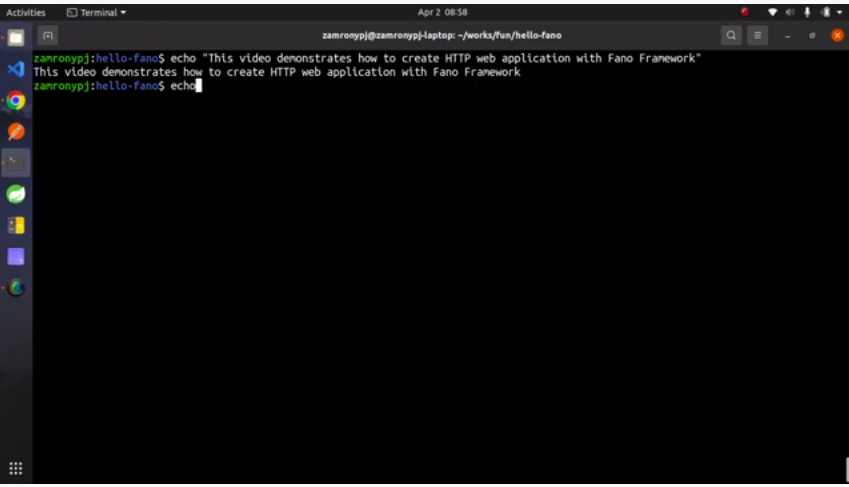 Activities
Terminal
Apr 2 08:58
zamronypj@zamronypj-laptop: ~/works/fun/hello-fano
zamronypj:hello-fano$ echo "This video demonstrates how to create HTTP web application with Fano Framework"
This video demonstrates how to create HTTP web application with Fano Framework
zamronypj:hello-fano$ echo